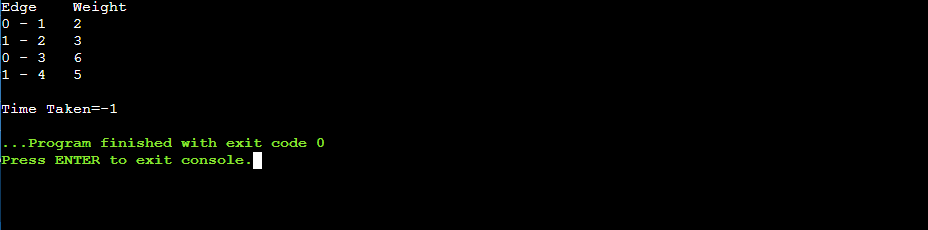 Edge    Weight
0 - 1   2
1 - 2   3
0 - 3   6
1 - 4   5
Time Taken=-1
...Program finished with exit code 0
Press ENTER to exit console.